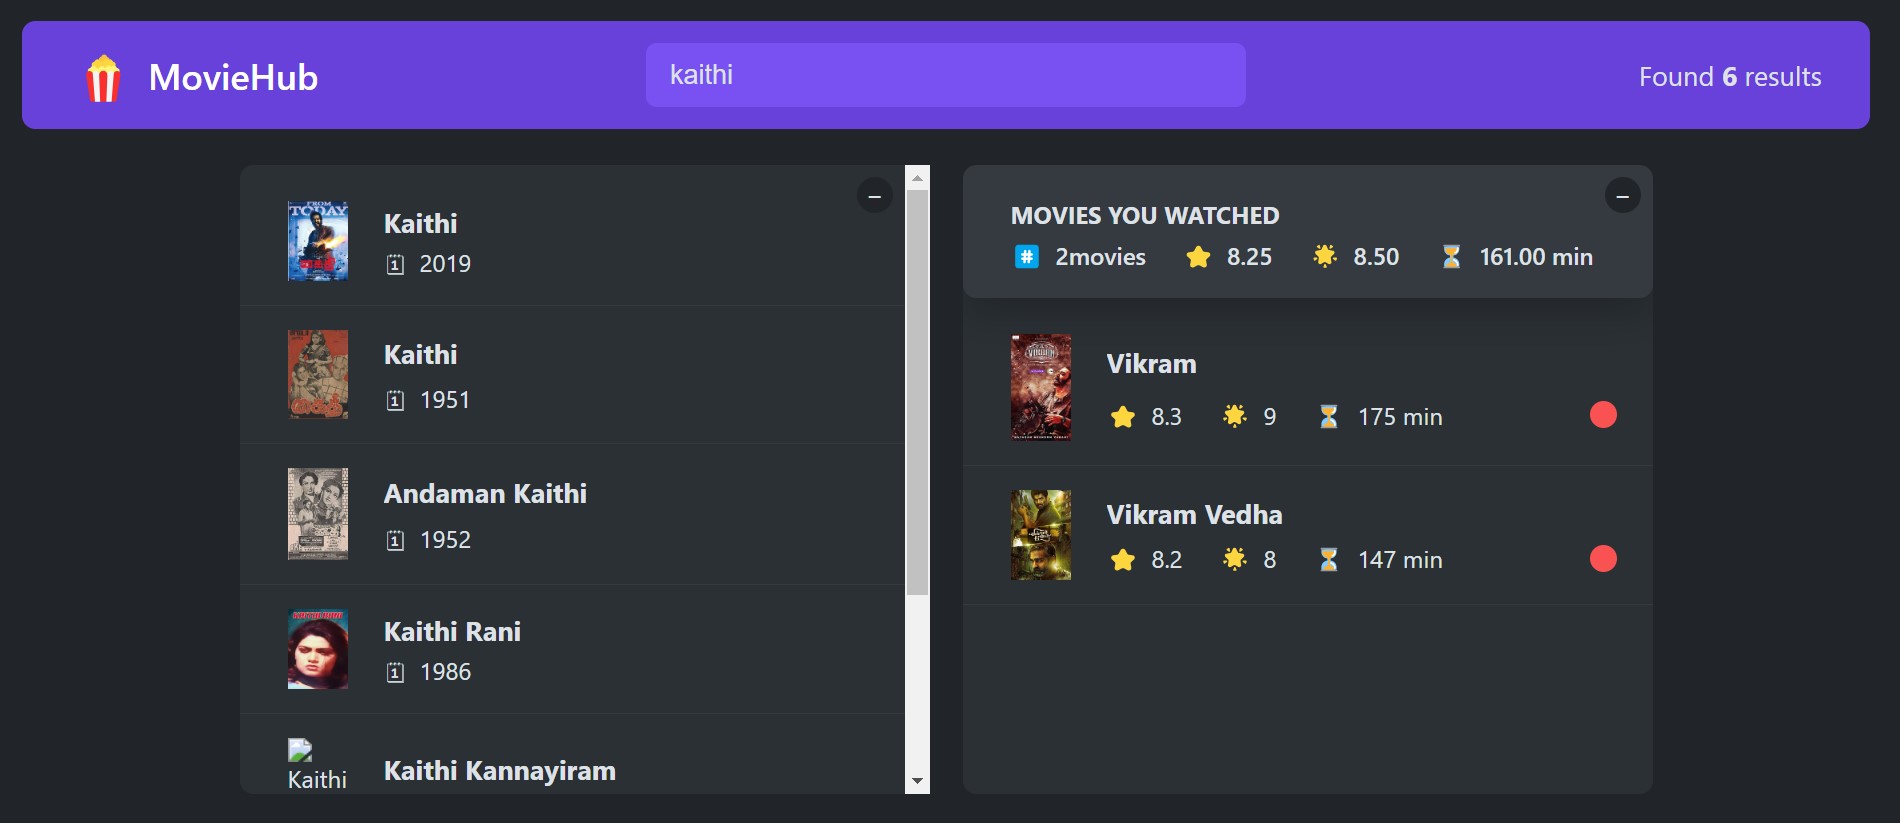 MovieHub
kaithi
Found 6 results
FROM
TODAY
Kaithi
2019
Kaithi
1951
Andaman Kaithi
1952
Kaithi Rani
1986
Kaithi
Kaithi Kannayiram
MOVIES YOU WATCHED
# 2movies 8.25 8.50 161.00 min
Vikram
8.3 9 175 min
Vikram Vedha
8.2 8 147 min